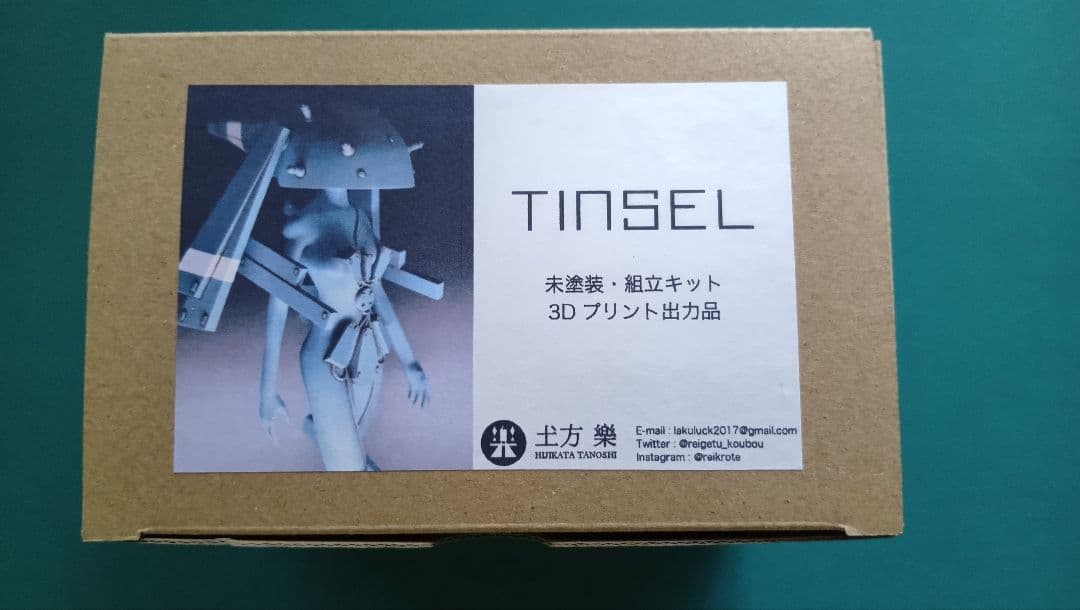 TINSEL
未塗装・組立キット
3D プリント出力品
土方 樂
HIJIKATA TANOSHI
E-mail : lakuluck2017@gmail.com
Twitter : @reigetu_koubou
Instagram : @reikrote